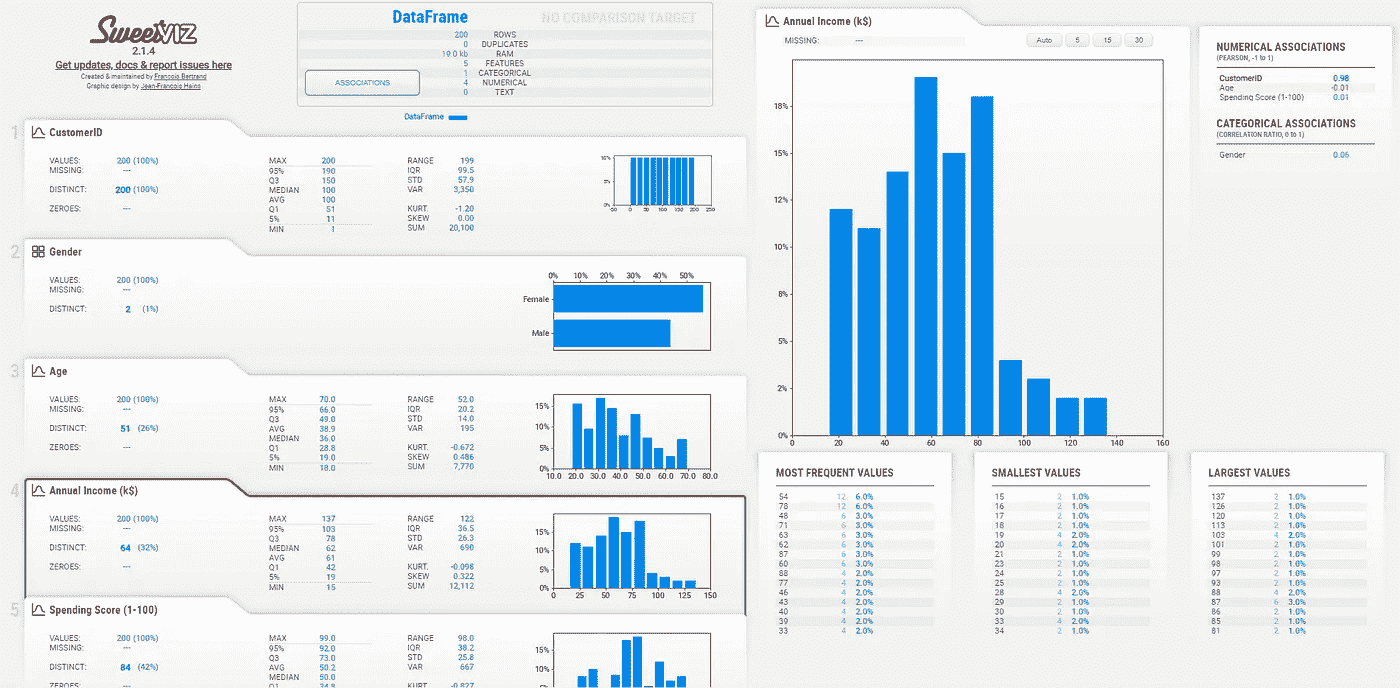 SweetVIZ
2.1.4
Get updates, docs & report issues here
Created & maintained by Francois Bertrand
Graphic design by Jean-Francois Hains
DataFrame
NO COMPARISON TARGET
200 ROWS
0 DUPLICATES
19.0 kb RAM
5 FEATURES
1 CATEGORICAL
4 NUMERICAL
0 TEXT
ASSOCIATIONS
DataFrame
1 CustomerID
VALUES: 200 (100%)
MISSING: ---
DISTINCT: 200 (100%)
ZEROES: ---
MAX 200
95% 190
Q3 150
MEDIAN 100
AVG 100
Q1 51
5% 11
MIN 1
RANGE 199
IQR 99.5
STD 57.9
VAR 3,350
KURT. -1.20
SKEW 0.00
SUM 20,100
10%
5%
0%
-50 0 50 100 150 200 250
2 Gender
VALUES: 200 (100%)
MISSING: ---
DISTINCT: 2 (1%)
0% 10% 20% 30% 40% 50%
Female
Male
3 Age
VALUES: 200 (100%)
MISSING: ---
DISTINCT: 51 (26%)
ZEROES: ---
MAX 70.0
95% 66.0
Q3 49.0
AVG 38.9
MEDIAN 36.0
Q1 28.8
5% 19.0
MIN 18.0
RANGE 52.0
IQR 20.2
STD 14.0
VAR 195
KURT. -0.672
SKEW 0.486
SUM 7,770
15%
10%
5%
0%
10.0 20.0 30.0 40.0 50.0 60.0 70.0 80.0
4 Annual Income (k$)
VALUES: 200 (100%)
MISSING: ---
DISTINCT: 64 (32%)
ZEROES: ---
MAX 137
95% 103
Q3 78
MEDIAN 62
AVG 61
Q1 42
5% 19
MIN 15
RANGE 122
IQR 36.5
STD 26.3
VAR 690
KURT. -0.098
SKEW 0.322
SUM 12,112
15%
10%
5%
0%
0 25 50 75 100 125 150
5 Spending Score (1-100)
VALUES: 200 (100%)
MISSING: ---
DISTINCT: 84 (42%)
ZEROES: ---
MAX 99.0
95% 92.0
Q3 73.0
AVG 50.2
MEDIAN 50.0
Q1 34.8
RANGE 98.0
IQR 38.2
STD 25.8
VAR 667
KURT. -0.827
15%
10%
5%
Annual Income (k$)
MISSING: ---
Auto 5 15 30
18%
15%
12%
10%
8%
5%
2%
0%
0 20 40 60 80 100 120 140 160
NUMERICAL ASSOCIATIONS
(PEARSON, -1 to 1)
CustomerID 0.98
Age -0.01
Spending Score (1-100) 0.01
CATEGORICAL ASSOCIATIONS
(CORRELATION RATIO, 0 to 1)
Gender 0.06
MOST FREQUENT VALUES
54 12 6.0%
78 12 6.0%
48 6 3.0%
71 6 3.0%
63 6 3.0%
62 6 3.0%
87 6 3.0%
60 6 3.0%
88 4 2.0%
77 4 2.0%
46 4 2.0%
43 4 2.0%
40 4 2.0%
39 4 2.0%
33 4 2.0%
SMALLEST VALUES
15 2 1.0%
16 2 1.0%
17 2 1.0%
18 2 1.0%
19 4 2.0%
20 4 2.0%
21 2 1.0%
23 2 1.0%
24 2 1.0%
25 2 1.0%
28 4 2.0%
29 2 1.0%
30 2 1.0%
33 4 2.0%
34 2 1.0%
LARGEST VALUES
137 2 1.0%
126 2 1.0%
120 2 1.0%
113 2 1.0%
103 4 2.0%
101 2 1.0%
99 2 1.0%
98 2 1.0%
97 2 1.0%
93 2 1.0%
88 4 2.0%
87 6 3.0%
86 2 1.0%
85 2 1.0%
81 2 1.0%